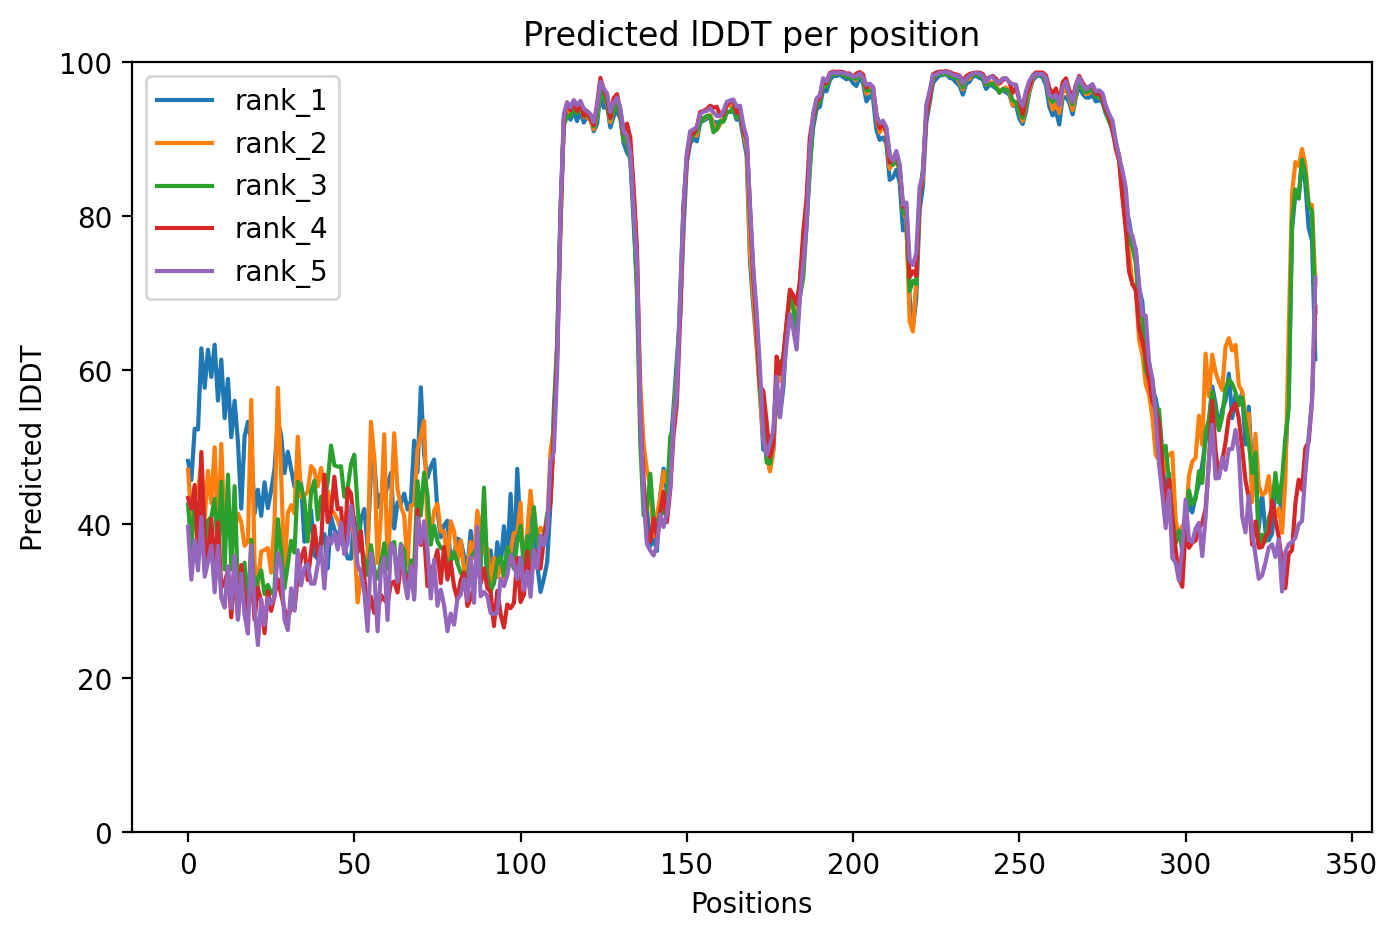 Predicted lDDT per position
100
80
60
40
20
0
Predicted lDDT
rank_1
rank_2
rank_3
rank_4
rank_5
0 50 100 150 200 250 300 350
Positions